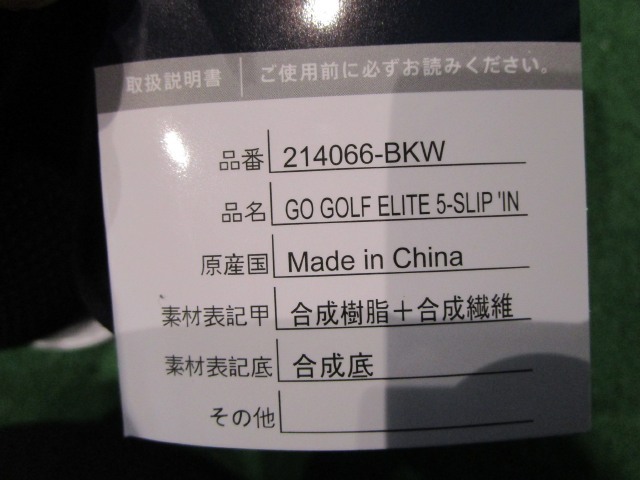 取扱説明書 ご使用前に必ずお読みください。
品番 214066-BKW
品名 GO GOLF ELITE 5-SLIP 'IN
原産国 Made in China
素材表記甲 合成樹脂＋合成繊維
素材表記底 合成底
その他